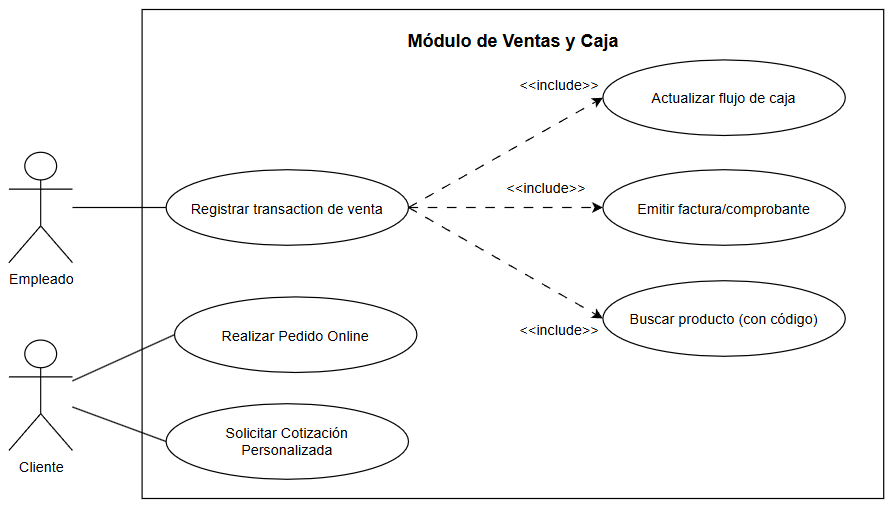 Módulo de Ventas y Caja
<<include>>
Actualizar flujo de caja
<<include>>
Registrar transaction de venta
Emitir factura/comprobante
Empleado
Buscar producto (con código)
<<include>>
Realizar Pedido Online
Solicitar Cotización
Personalizada
Cliente